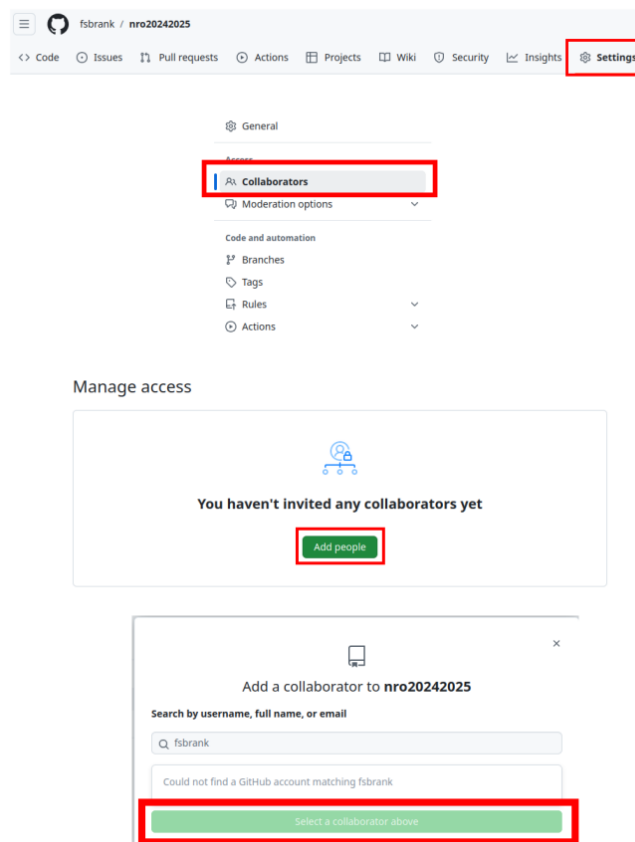 fsbrank / nro20242025
Code Issues Pull requests Actions Projects Wiki Security Insights Settings
General
Access
Collaborators
Moderation options
Code and automation
Branches
Tags
Rules
Actions
Manage access
You haven't invited any collaborators yet
Add people
Add a collaborator to nro20242025
Search by username, full name, or email
fsbrank
Could not find a GitHub account matching fsbrank
Select a collaborator above